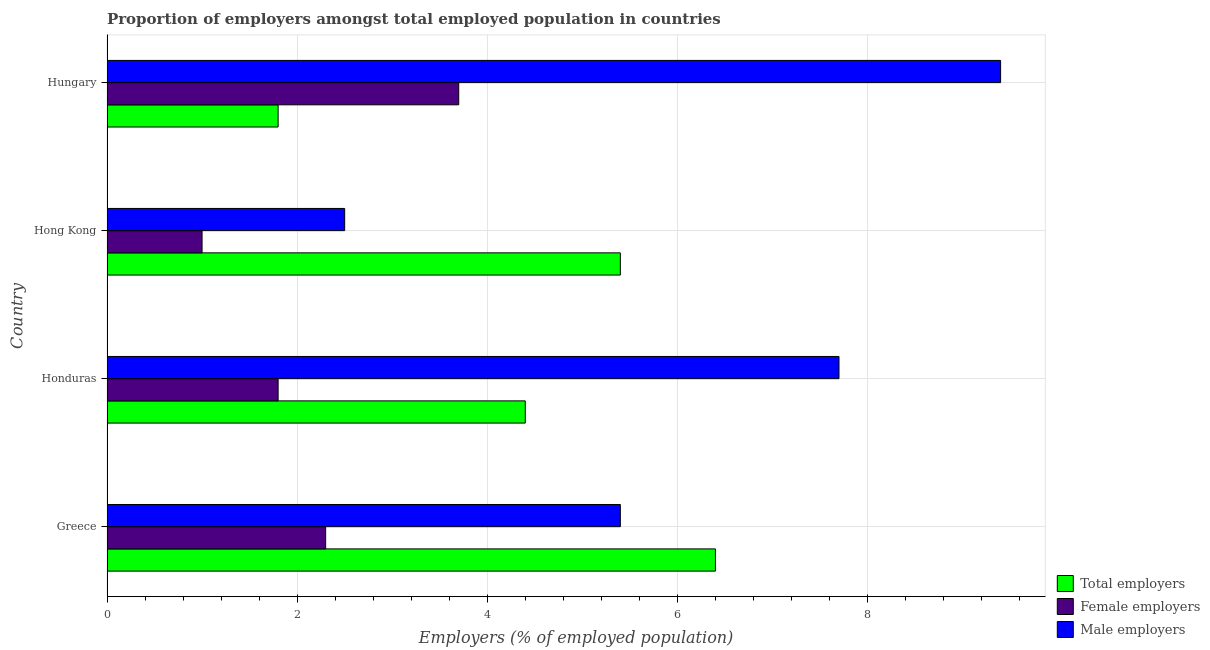 Proportion of employers amongst total employed population in countries
Hungary
Hong Kong
Honduras
Greece
Country
0
2
4
6
8
Employers (% of employed population)
Total employers
Female employers
Male employers